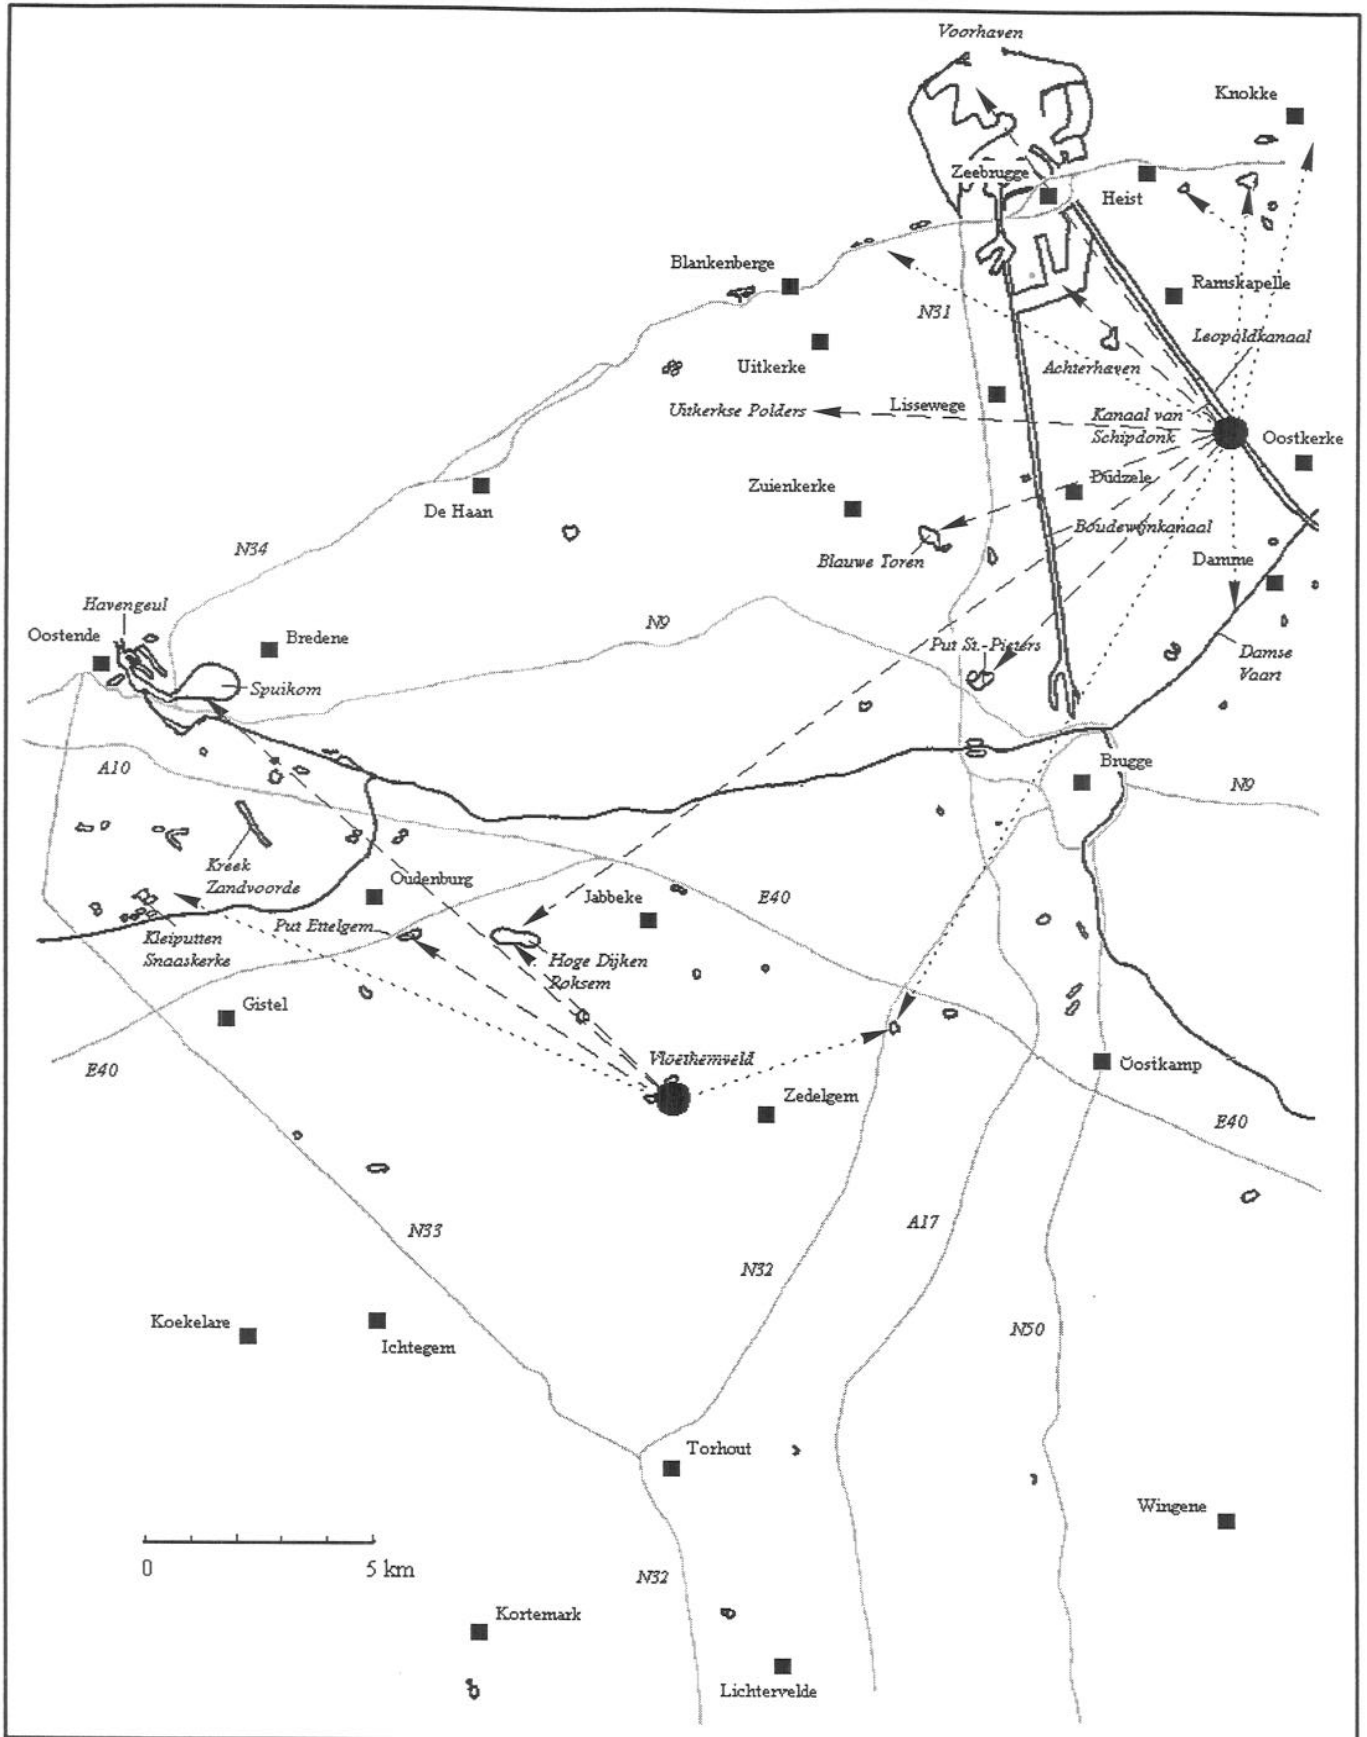 Voorhaven
Knokke
Zeebrugge
Heist
Blankenberge
Ramskapelle
N31
Leopoldkanaal
Uitkerke
Achterhaven
Uitkerkse Polders
Lissewege
Kanaal van
Schipdonk
Oostkerke
Zuienkerke
Dudzele
De Haan
Boudewijnkanaal
N34
Blauwe Toren
Damme
Havengeul
Oostende
Bredene
N9
Put St.-Pieters
Damse
Vaart
Spuikom
A10
Brugge
N9
Kreek
Zandvoorde
Oudenburg
Jabbeke
E40
Put Ettelgem
Kleiputten
Snaaskerke
Hoge Dijken
Roksem
Gistel
Vloethemveld
E40
Oostkamp
Zedelgem
E40
N33
A17
N32
Koekelare
Ichtegem
N50
Torhout
Wingene
0
5 km
N32
Kortemark
Lichtervelde